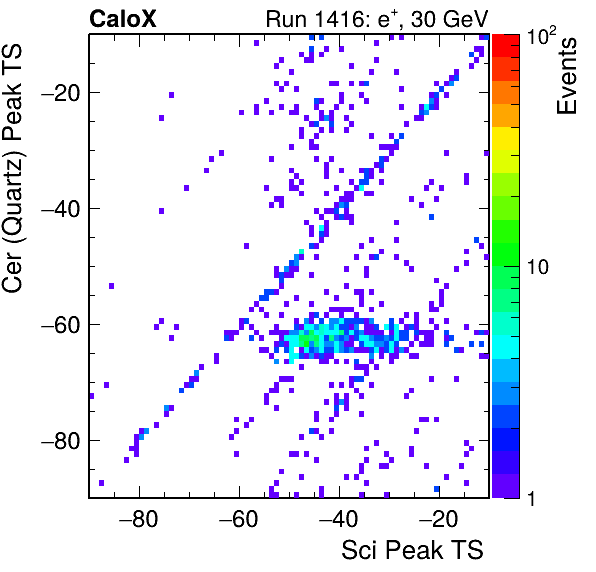 CaloX Run 1416: e⁺, 30 GeV
Cer (Quartz) Peak TS
−20
−40
−60
−80
−80 −60 −40 −20
Sci Peak TS
10²
10
1
Events